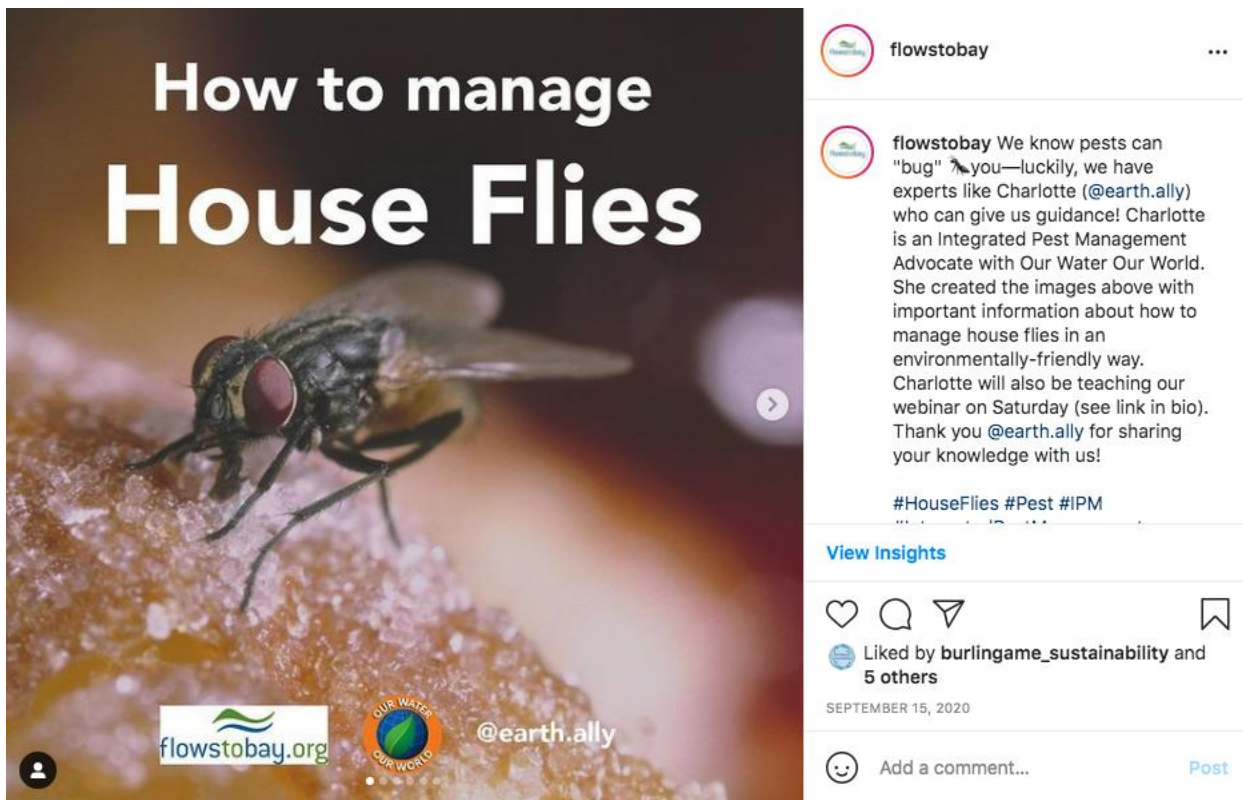 How to manage
House Flies
flowstobay.org
OUR WATER
OUR WORLD
@earth.ally
flowstobay
flowstobay We know pests can
"bug" 🐜you—luckily, we have
experts like Charlotte (@earth.ally)
who can give us guidance! Charlotte
is an Integrated Pest Management
Advocate with Our Water Our World.
She created the images above with
important information about how to
manage house flies in an
environmentally-friendly way.
Charlotte will also be teaching our
webinar on Saturday (see link in bio).
Thank you @earth.ally for sharing
your knowledge with us!
#HouseFlies #Pest #IPM
View Insights
Liked by burlingame_sustainability and
5 others
SEPTEMBER 15, 2020
Add a comment...
Post